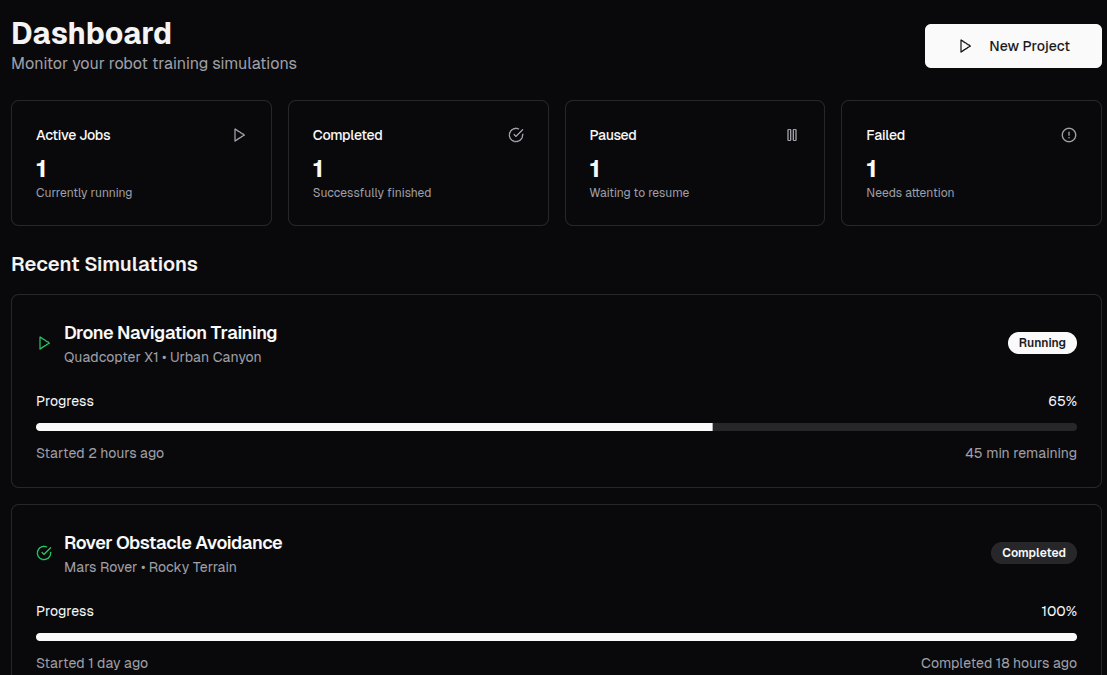 Dashboard
Monitor your robot training simulations
New Project
Active Jobs
1
Currently running
Completed
1
Successfully finished
Paused
1
Waiting to resume
Failed
1
Needs attention
Recent Simulations
Drone Navigation Training
Quadcopter X1 • Urban Canyon
Running
Progress
65%
Started 2 hours ago
45 min remaining
Rover Obstacle Avoidance
Mars Rover • Rocky Terrain
Completed
Progress
100%
Started 1 day ago
Completed 18 hours ago